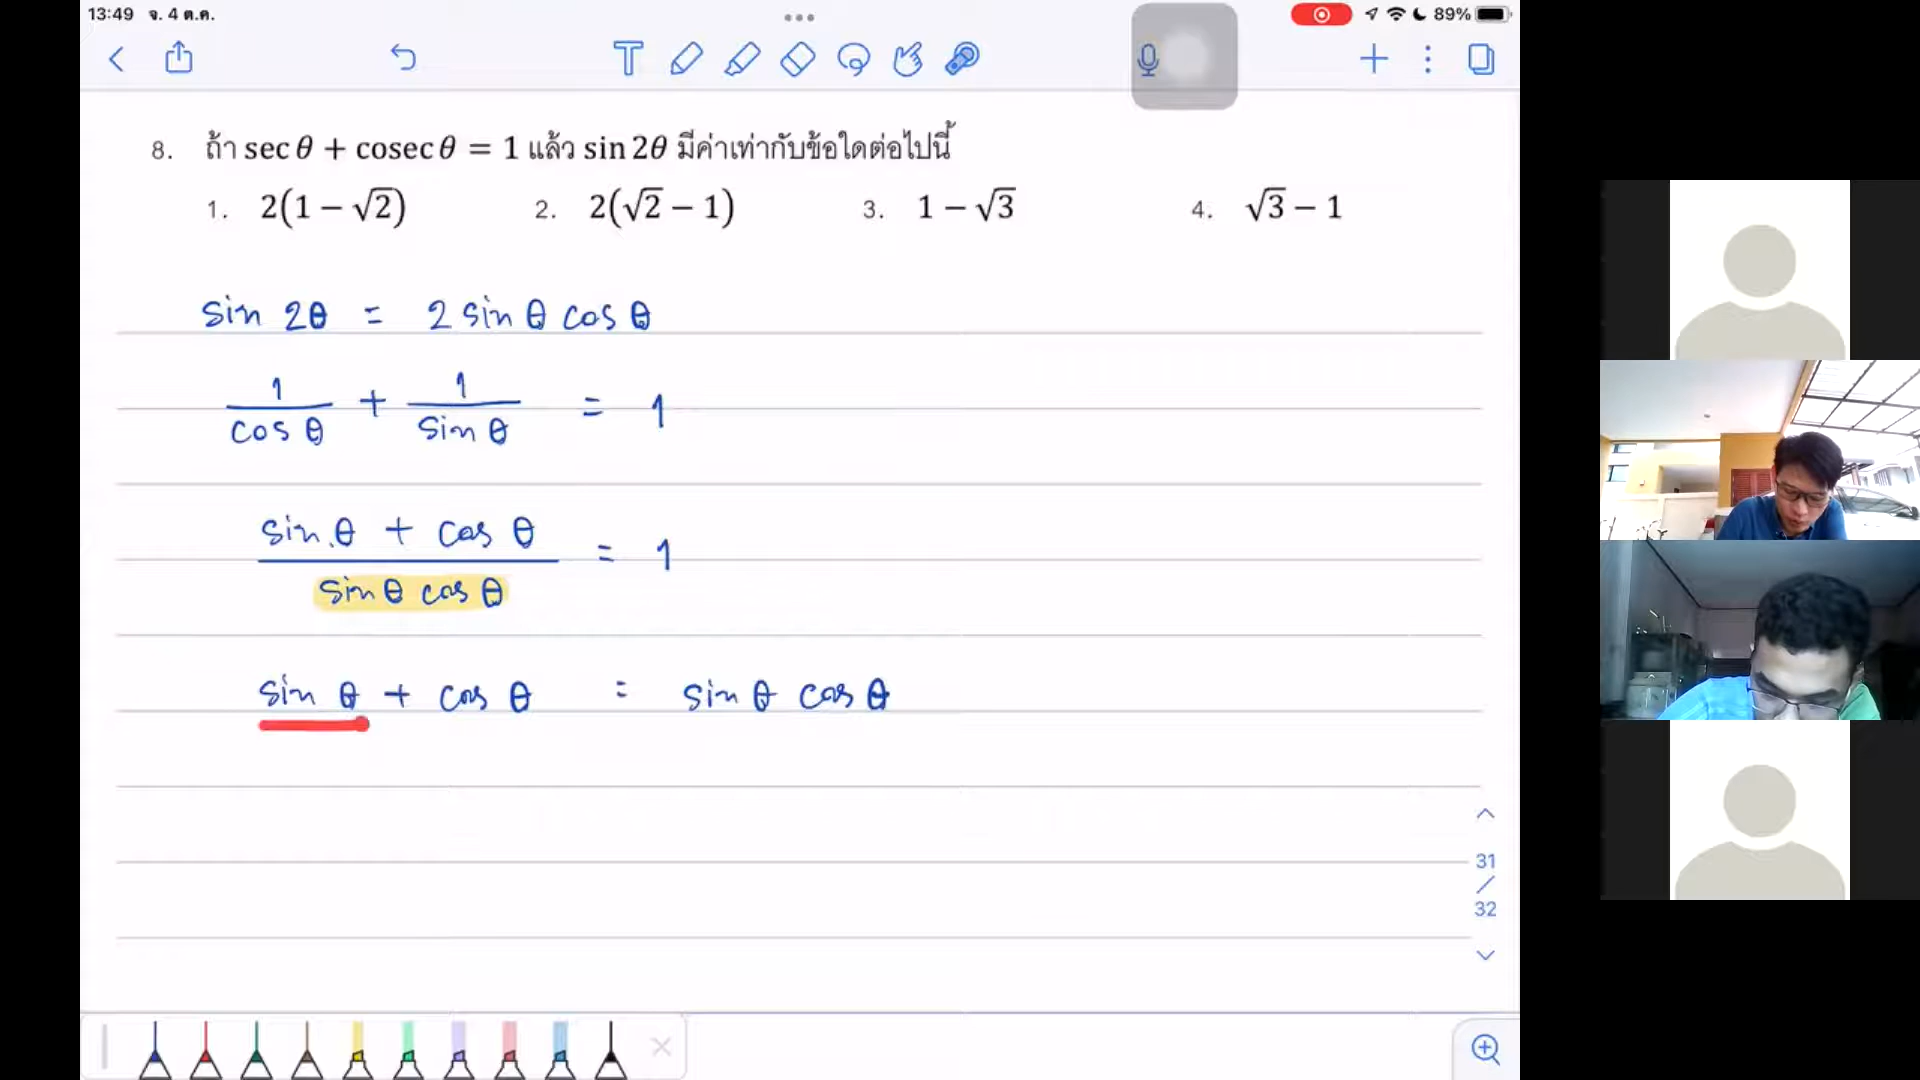 13:49 จ. 4 ต.ค. 89%
8. ถ้า sec θ + cosec θ = 1 แล้ว sin 2θ มีค่าเท่ากับข้อใดต่อไปนี้
1. 2(1 − √2) 2. 2(√2 − 1) 3. 1 − √3 4. √3 − 1
sin 2θ = 2 sin θ cos θ
1/cos θ + 1/sin θ = 1
sin θ + cos θ / sin θ cos θ = 1
sin θ + cos θ = sin θ cos θ
31
/
32